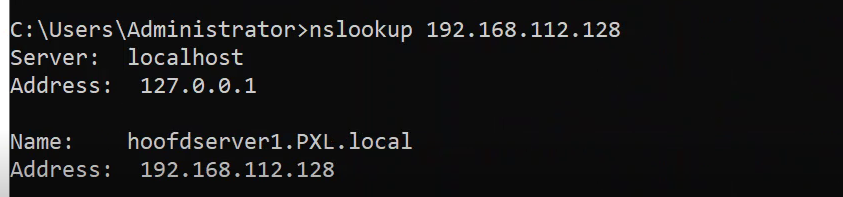 C:\Users\Administrator>nslookup 192.168.112.128
Server:  localhost
Address:  127.0.0.1
Name:    hoofdserver1.PXL.local
Address:  192.168.112.128